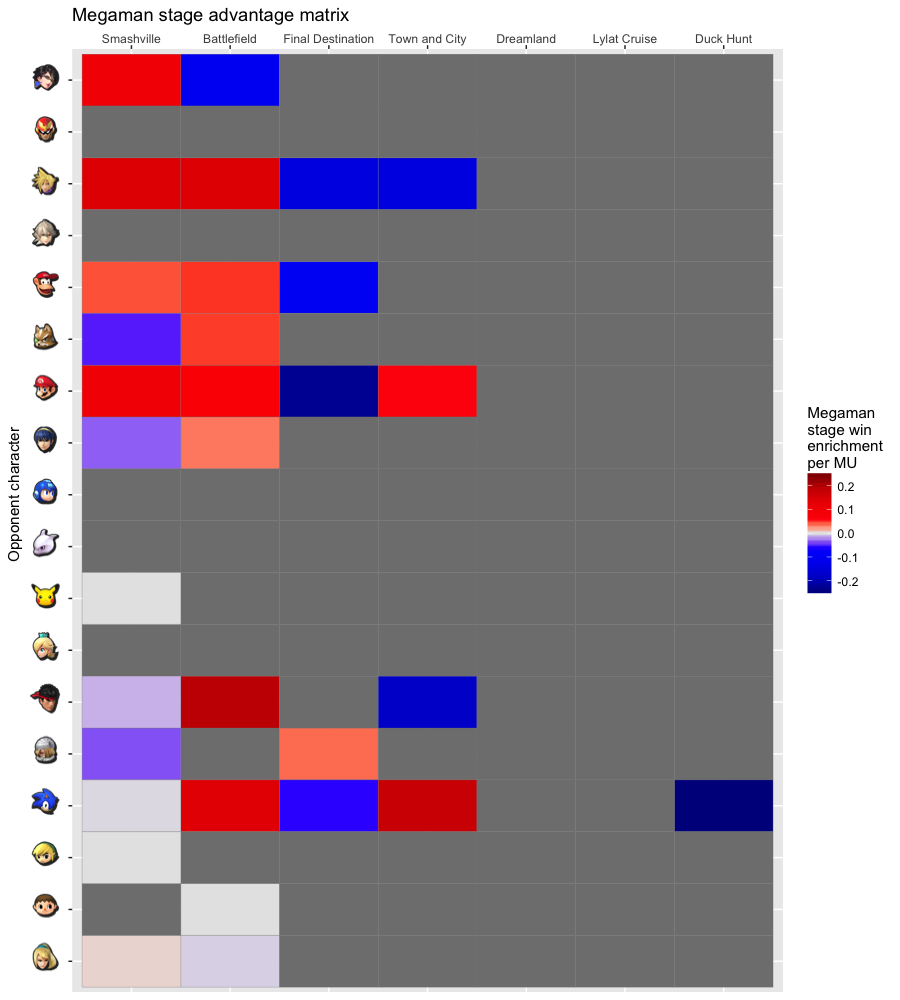 Megaman stage advantage matrix
Smashville Battlefield Final Destination Town and City Dreamland Lylat Cruise Duck Hunt
Opponent character
Megaman
stage win
enrichment
per MU
0.2
0.1
0.0
-0.1
-0.2